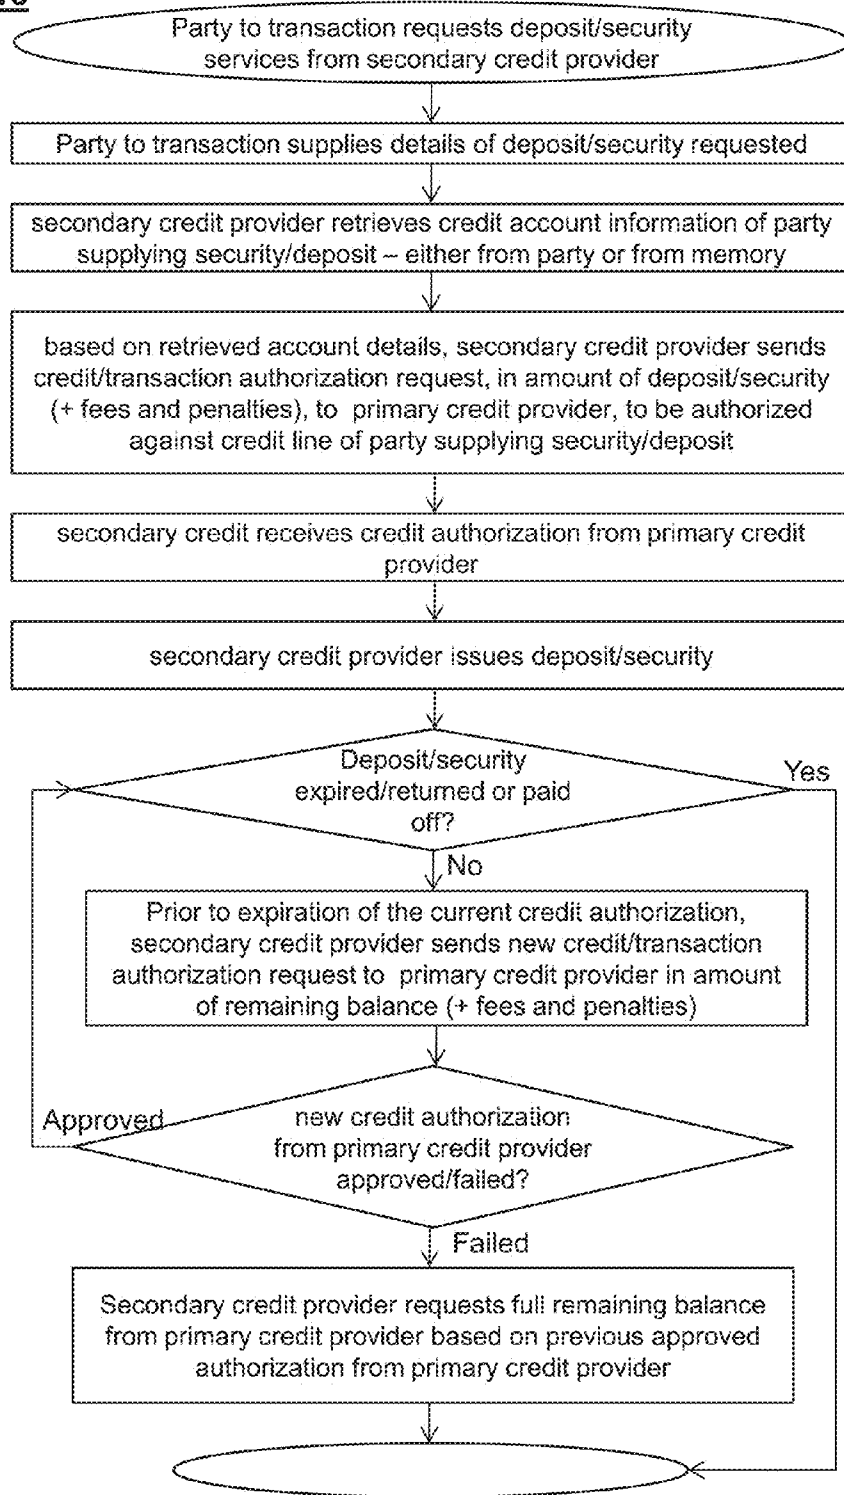 Party to transaction requests deposit/security
services from secondary credit provider
Party to transaction supplies details of deposit/security requested
secondary credit provider retrieves credit account information of party
supplying security/deposit – either from party or from memory
based on retrieved account details, secondary credit provider sends
credit/transaction authorization request, in amount of deposit/security
(+ fees and penalties), to primary credit provider, to be authorized
against credit line of party supplying security/deposit
secondary credit receives credit authorization from primary credit
provider
secondary credit provider issues deposit/security
Deposit/security
expired/returned or paid
off?
Yes
No
Prior to expiration of the current credit authorization,
secondary credit provider sends new credit/transaction
authorization request to primary credit provider in amount
of remaining balance (+ fees and penalties)
Approved
new credit authorization
from primary credit provider
approved/failed?
Failed
Secondary credit provider requests full remaining balance
from primary credit provider based on previous approved
authorization from primary credit provider